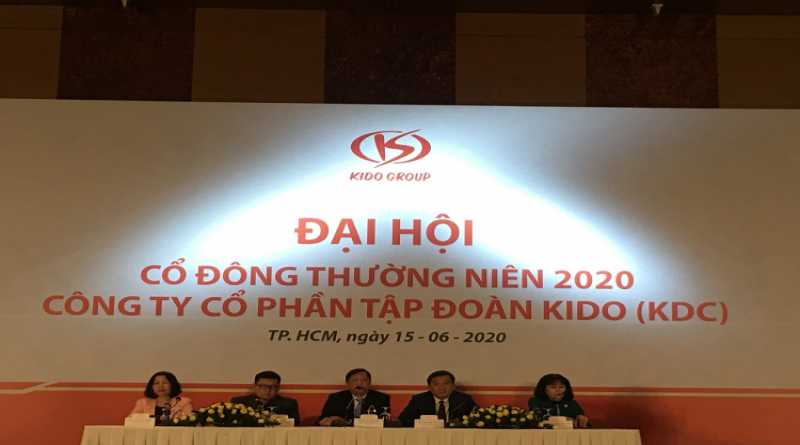 KIDO GROUP
ĐẠI HỘI
CỔ ĐÔNG THƯỜNG NIÊN 2020
CÔNG TY CỔ PHẦN TẬP ĐOÀN KIDO (KDC)
TP. HCM, ngày 15 - 06 - 2020